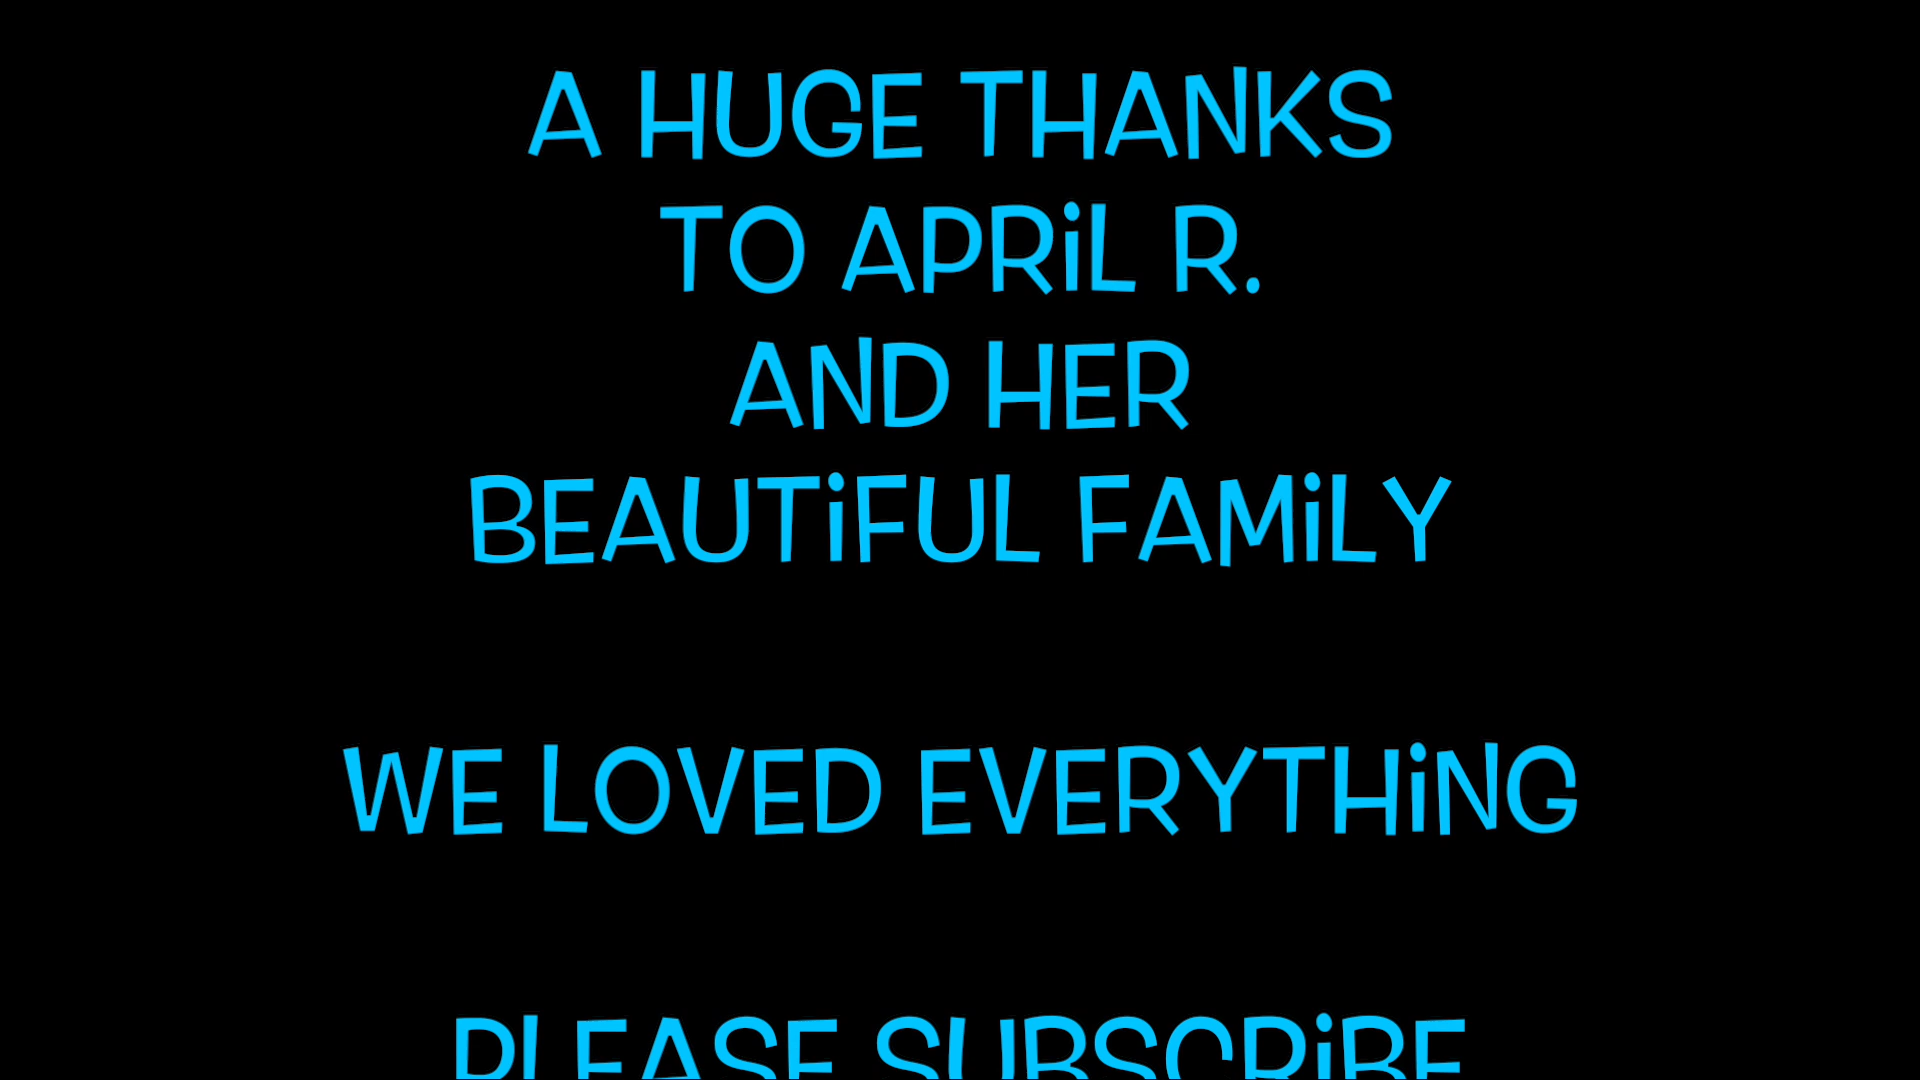 A HUGE THANKS
TO APRiL R.
AND HER
BEAUTiFUL FAMiLY
WE LOVED EVERYTHiNG
PLEASE SUBSCRiBE